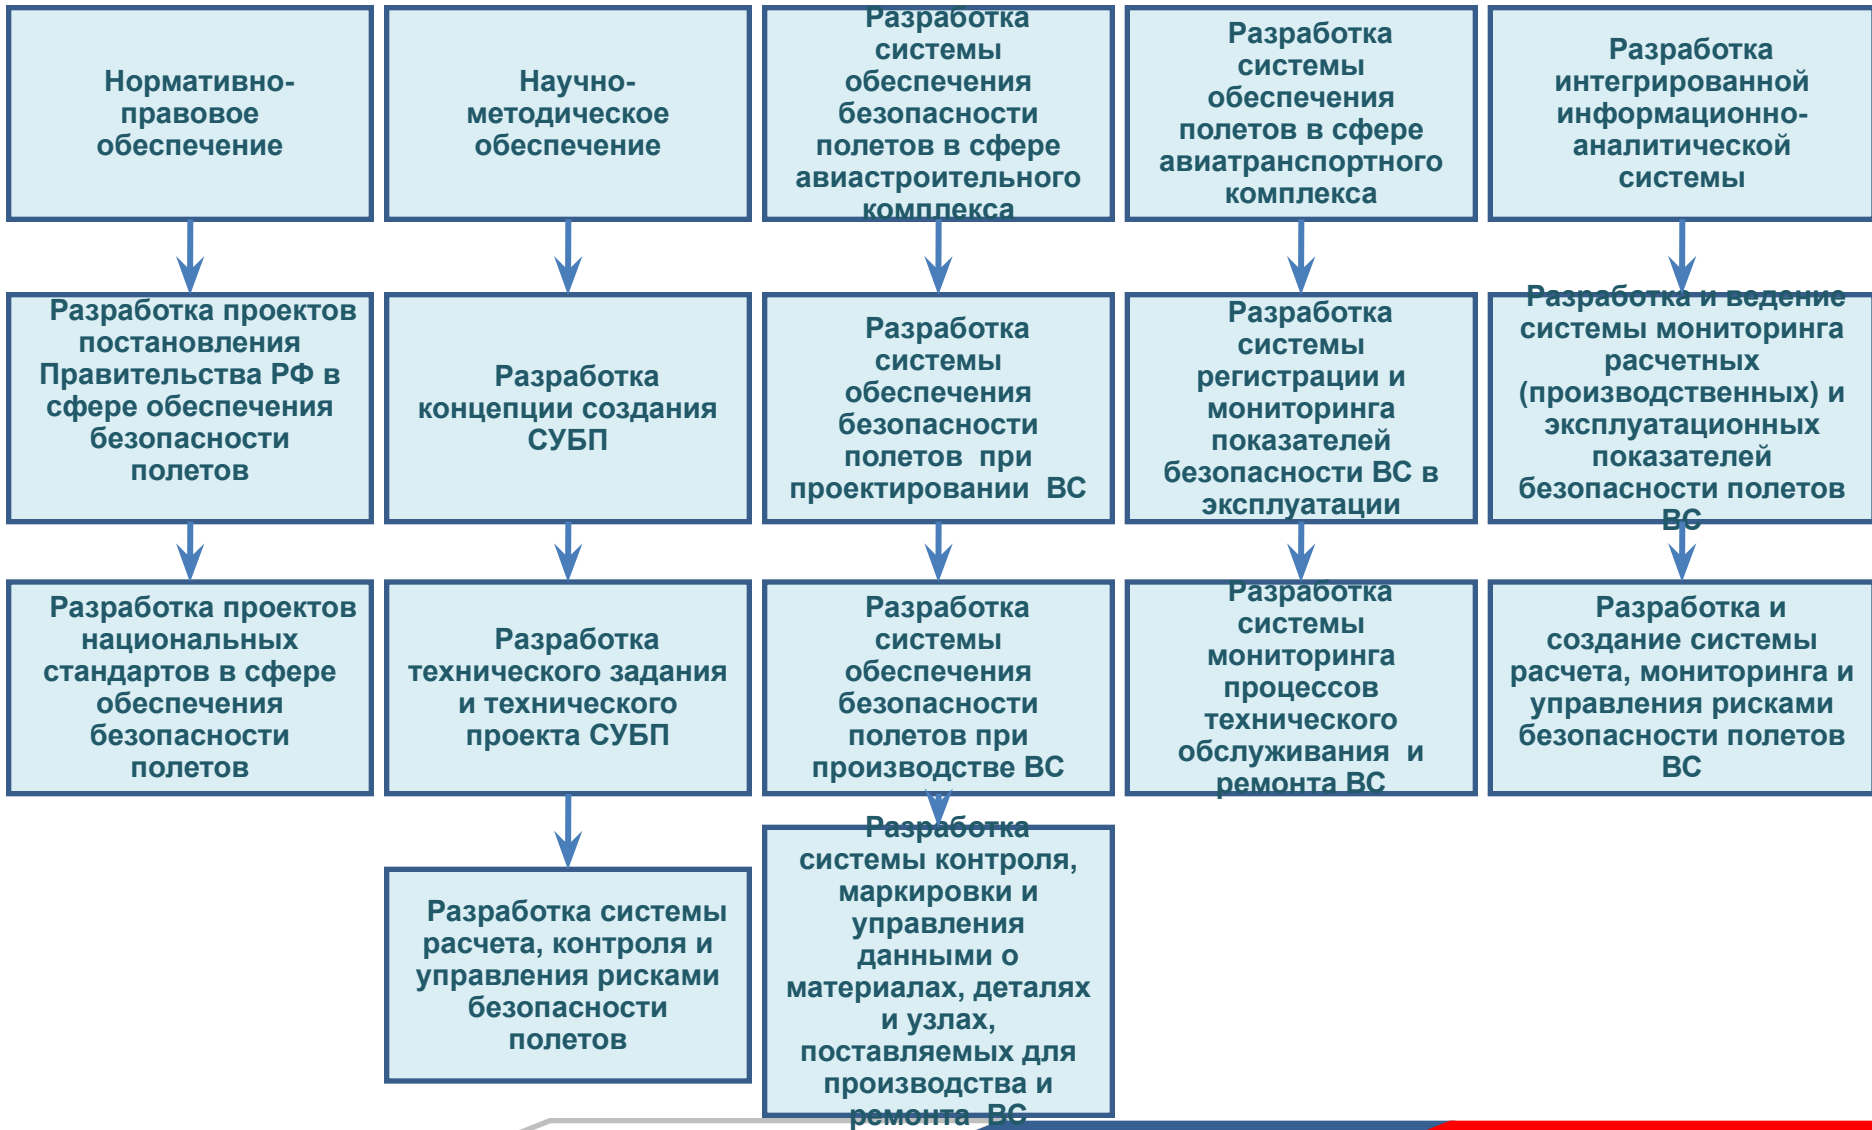 Нормативно-
правовое
обеспечение
Научно-
методическое
обеспечение
Разработка
системы
обеспечения
безопасности
полетов в сфере
авиастроительного
комплекса
Разработка
системы
обеспечения
полетов в сфере
авиатранспортного
комплекса
Разработка
интегрированной
информационно-
аналитической
системы
Разработка проектов
постановления
Правительства РФ в
сфере обеспечения
безопасности
полетов
Разработка
концепции создания
СУБП
Разработка
системы
обеспечения
безопасности
полетов при
проектировании ВС
Разработка
системы
регистрации и
мониторинга
показателей
безопасности ВС в
эксплуатации
Разработка и ведение
системы мониторинга
расчетных
(производственных) и
эксплуатационных
показателей
безопасности полетов
ВС
Разработка проектов
национальных
стандартов в сфере
обеспечения
безопасности
полетов
Разработка
технического задания
и технического
проекта СУБП
Разработка
системы
обеспечения
безопасности
полетов при
производстве ВС
Разработка
системы
мониторинга
процессов
технического
обслуживания и
ремонта ВС
Разработка и
создание системы
расчета, мониторинга и
управления рисками
безопасности полетов
ВС
Разработка системы
расчета, контроля и
управления рисками
безопасности
полетов
Разработка
системы контроля,
маркировки и
управления
данными о
материалах, деталях
и узлах,
поставляемых для
производства и
ремонта ВС